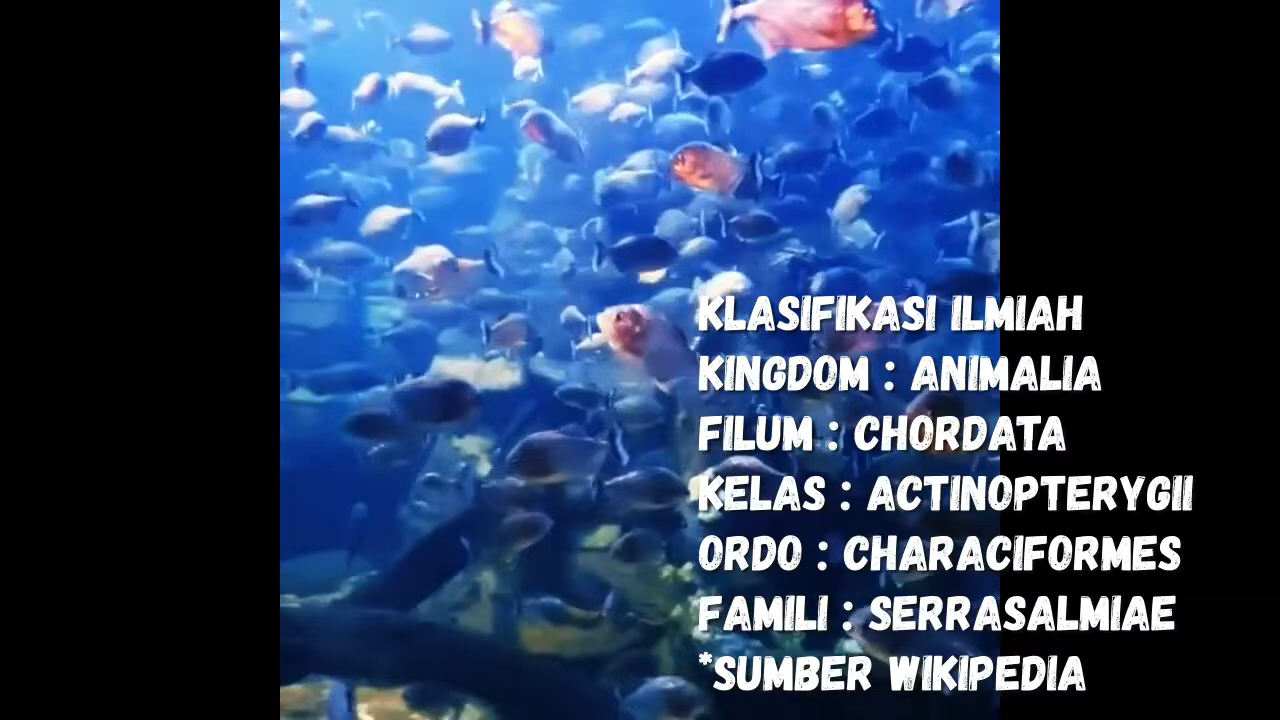 KLASIFIKASI ILMIAH
KINGDOM : ANIMALIA
FILUM : CHORDATA
KELAS : ACTINOPTERYGII
ORDO : CHARACIFORMES
FAMILI : SERRASALMIAE
*SUMBER WIKIPEDIA